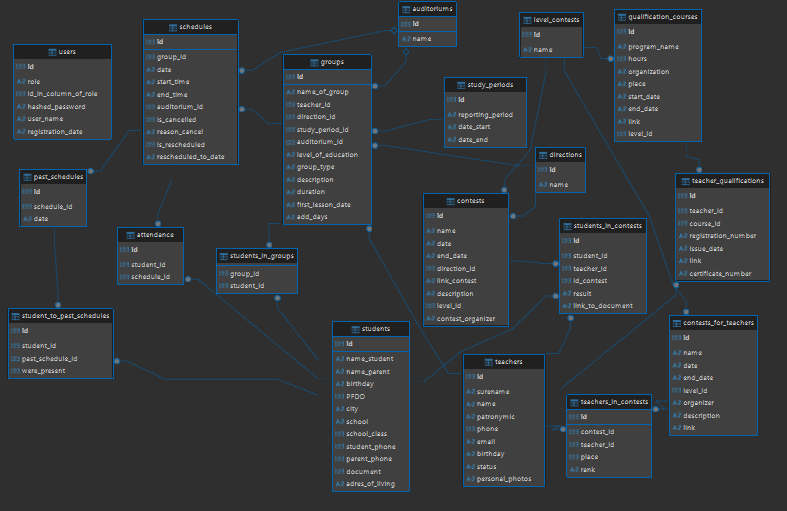 users
Id
role
id_in_column_of_role
hashed_password
user_name
registration_date
schedules
Id
group_id
date
start_time
end_time
auditorium_id
is_cancelled
reason_cancel
is_rescheduled
rescheduled_to_date
groups
Id
name_of_group
teacher_id
direction_id
study_period_id
auditorium_id
level_of_education
group_type
description
duration
first_lesson_date
add_days
auditoriums
Id
name
level_contests
Id
name
qualification_courses
Id
program_name
hours
organization
place
start_date
end_date
link
level_id
study_periods
Id
reporting_period
date_start
date_end
directions
Id
name
past_schedules
Id
schedule_id
date
attendance
Id
student_id
schedule_id
students_in_groups
group_id
student_id
contests
Id
name
date
end_date
direction_id
link_contest
description
level_id
contest_organizer
students_in_contests
Id
student_id
teacher_id
id_contest
result
link_to_document
teacher_qualifications
Id
teacher_id
course_id
registration_number
issue_date
link
certificate_number
student_to_past_schedules
Id
student_id
past_schedule_id
were_present
students
Id
name_student
name_parent
birthday
PFDO
city
school
school_class
student_phone
parent_phone
document
adres_of_living
teachers
Id
surename
name
patronymic
phone
email
birthday
status
personal_photos
teachers_in_contests
Id
contest_id
teacher_id
place
rank
contests_for_teachers
Id
name
date
end_date
level_id
organizer
description
link